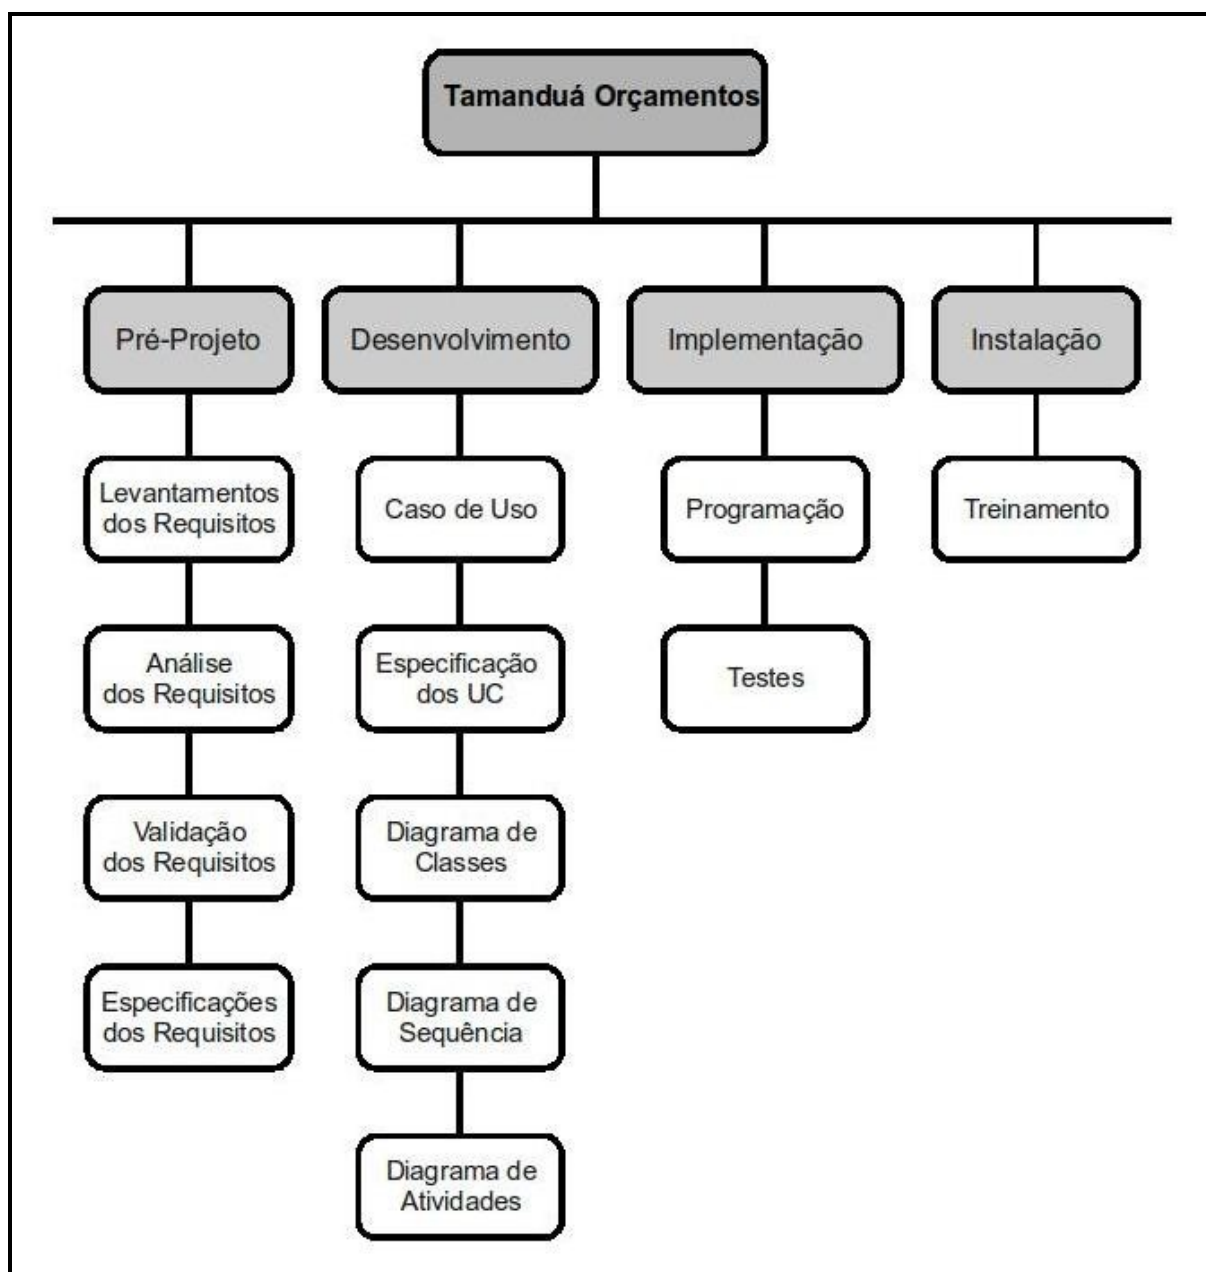 Tamanduá Orçamentos
Pré-Projeto
Desenvolvimento
Implementação
Instalação
Levantamentos
dos Requisitos
Caso de Uso
Programação
Treinamento
Análise
dos Requisitos
Especificação
dos UC
Testes
Validação
dos Requisitos
Diagrama de
Classes
Especificações
dos Requisitos
Diagrama de
Sequência
Diagrama de
Atividades